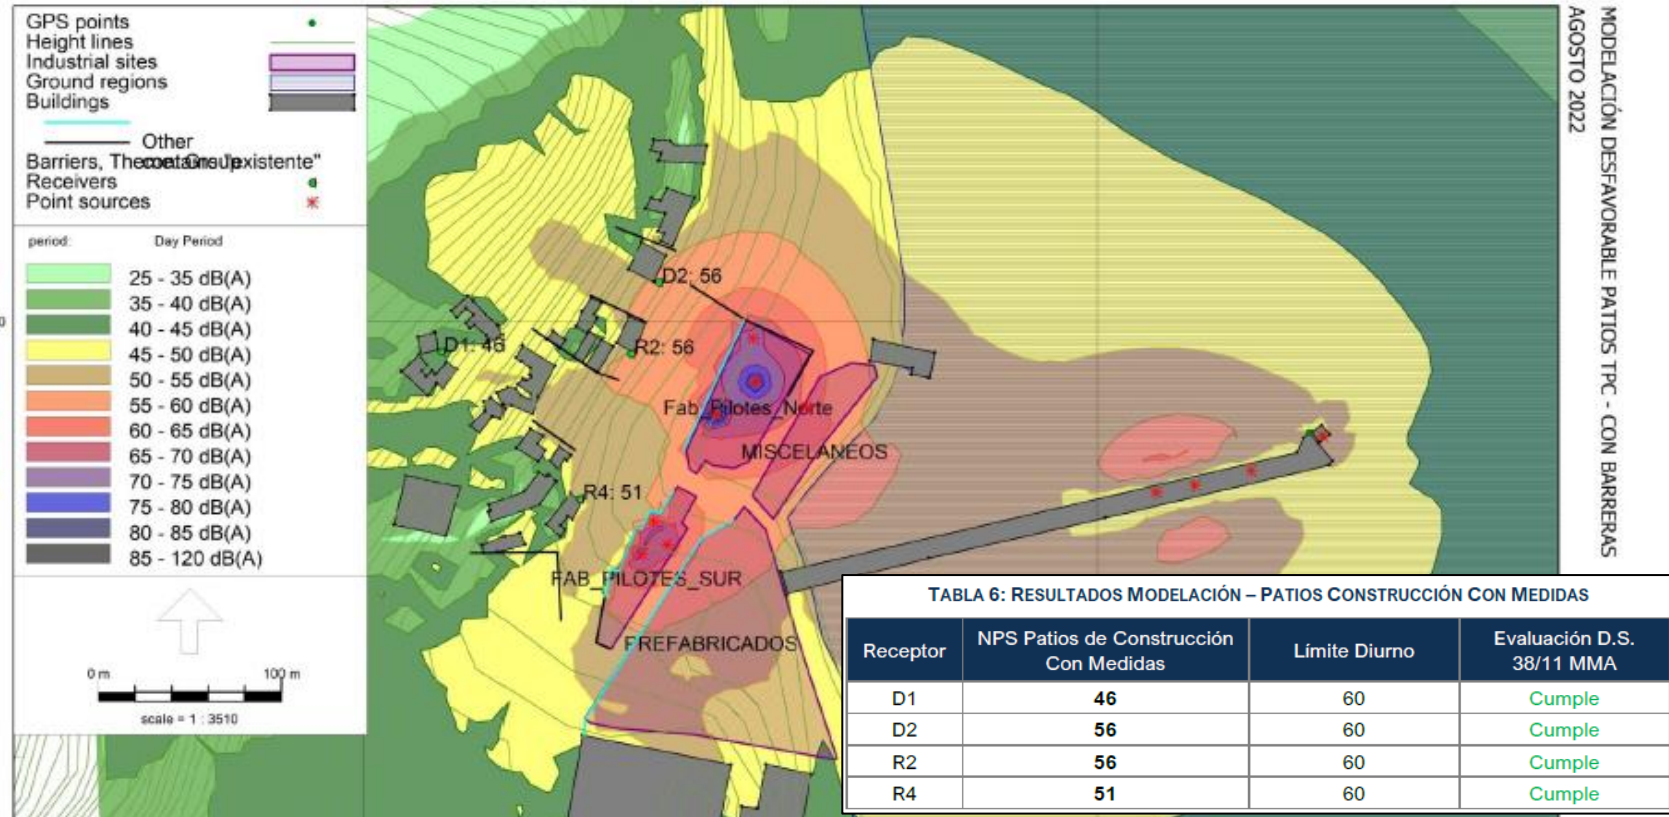 GPS points
Height lines
Industrial sites
Ground regions
Buildings
Other
Barriers,
existente"
Receivers
Point sources
period:
Day Period
25 - 35 dB(A)
35 - 40 dB(A)
40 - 45 dB(A)
45 - 50 dB(A)
50 - 55 dB(A)
55 - 60 dB(A)
60 - 65 dB(A)
65 - 70 dB(A)
70 - 75 dB(A)
75 - 80 dB(A)
80 - 85 dB(A)
85 - 120 dB(A)
0 m
100 m
scale = 1 : 3510
0
D2: 56
D1: 46
R2: 56
Fab_Pilotes_Norte
MISCELANEOS
R4: 51
FAB_PILOTES_SUR
PREFABRICADOS
MODELACIÓN DESFAVORABLE PATIOS TPC - CON BARRERAS
AGOSTO 2022
TABLA 6: RESULTADOS MODELACIÓN – PATIOS CONSTRUCCIÓN CON MEDIDAS
Receptor
NPS Patios de Construcción
Con Medidas
Límite Diurno
Evaluación D.S.
38/11 MMA
D1 46 60 Cumple
D2 56 60 Cumple
R2 56 60 Cumple
R4 51 60 Cumple